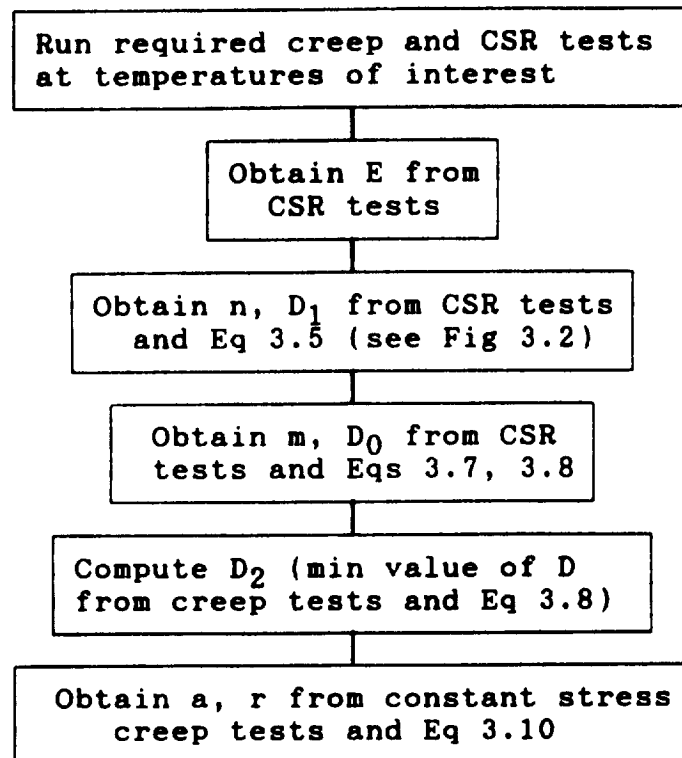 Run required creep and CSR tests
at temperatures of interest
Obtain E from
CSR tests
Obtain n, D₁ from CSR tests
and Eq 3.5 (see Fig 3.2)
Obtain m, D₀ from CSR
tests and Eqs 3.7, 3.8
Compute D₂ (min value of D
from creep tests and Eq 3.8)
Obtain a, r from constant stress
creep tests and Eq 3.10